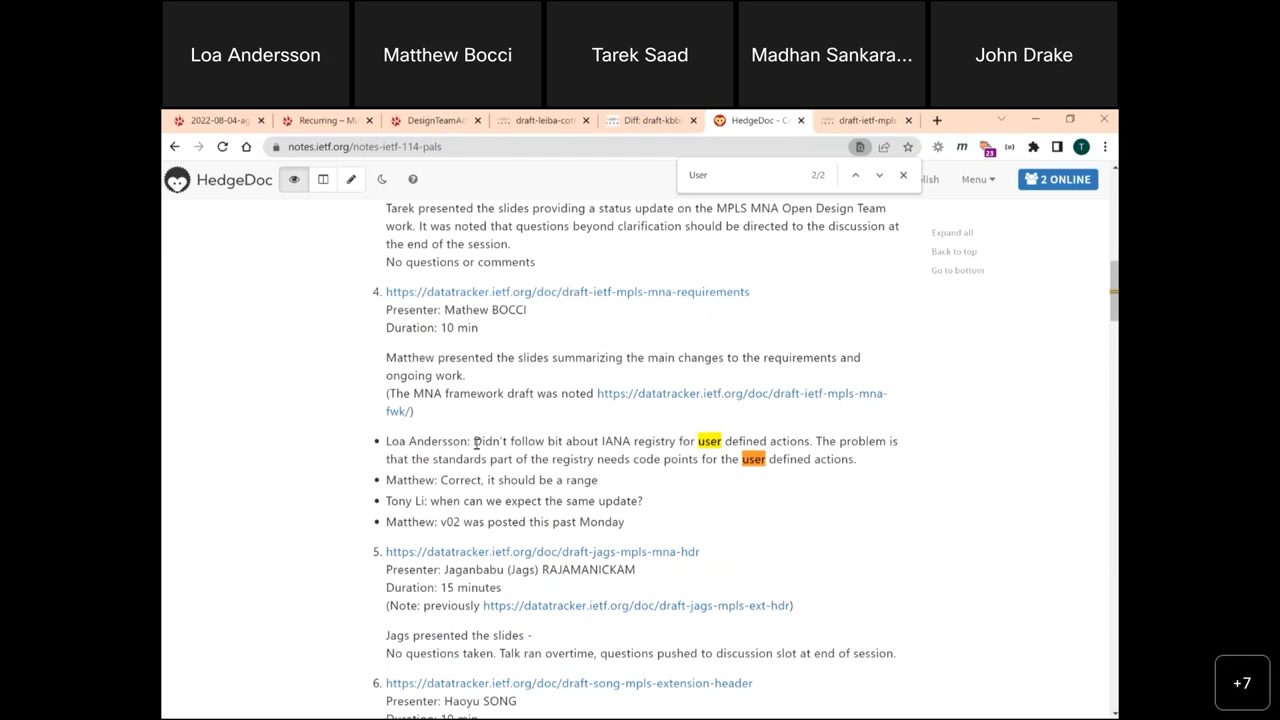 Loa Andersson
Matthew Bocci
Tarek Saad
Madhan Sankara...
John Drake
2022-08-04-ag
Recurring – Mu
DesignTeamAc
draft-leiba-cott
Diff: draft-kbb
HedgeDoc - C
draft-ietf-mpls
notes.ietf.org/notes-ietf-114-pals
23
T
HedgeDoc
User
2/2
lish
Menu
2 ONLINE
Tarek presented the slides providing a status update on the MPLS MNA Open Design Team
work. It was noted that questions beyond clarification should be directed to the discussion at
the end of the session.
No questions or comments
Expand all
Back to top
Go to bottom
4. https://datatracker.ietf.org/doc/draft-ietf-mpls-mna-requirements
Presenter: Mathew BOCCI
Duration: 10 min
Matthew presented the slides summarizing the main changes to the requirements and
ongoing work.
(The MNA framework draft was noted https://datatracker.ietf.org/doc/draft-ietf-mpls-mna-
fwk/)
• Loa Andersson: Didn't follow bit about IANA registry for user defined actions. The problem is
that the standards part of the registry needs code points for the user defined actions.
• Matthew: Correct, it should be a range
• Tony Li: when can we expect the same update?
• Matthew: v02 was posted this past Monday
5. https://datatracker.ietf.org/doc/draft-jags-mpls-mna-hdr
Presenter: Jaganbabu (Jags) RAJAMANICKAM
Duration: 15 minutes
(Note: previously https://datatracker.ietf.org/doc/draft-jags-mpls-ext-hdr)
Jags presented the slides -
No questions taken. Talk ran overtime, questions pushed to discussion slot at end of session.
6. https://datatracker.ietf.org/doc/draft-song-mpls-extension-header
Presenter: Haoyu SONG
Duration: 10 min
+7